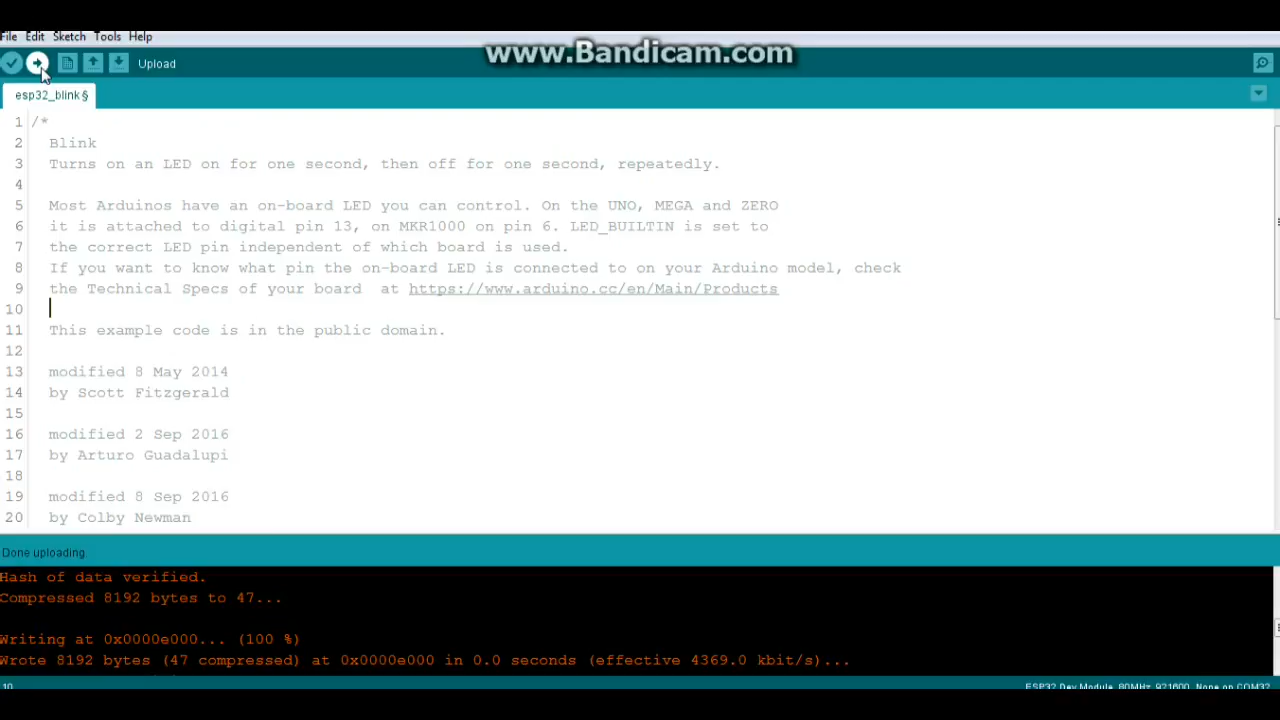 www.Bandicam.com
File Edit Sketch Tools Help
Upload
esp32_blink§
1 /*
2 Blink
3 Turns on an LED on for one second, then off for one second, repeatedly.
4
5 Most Arduinos have an on-board LED you can control. On the UNO, MEGA and ZERO
6 it is attached to digital pin 13, on MKR1000 on pin 6. LED_BUILTIN is set to
7 the correct LED pin independent of which board is used.
8 If you want to know what pin the on-board LED is connected to on your Arduino model, check
9 the Technical Specs of your board at https://www.arduino.cc/en/Main/Products
10
11 This example code is in the public domain.
12
13 modified 8 May 2014
14 by Scott Fitzgerald
15
16 modified 2 Sep 2016
17 by Arturo Guadalupi
18
19 modified 8 Sep 2016
20 by Colby Newman
Done uploading.
Hash of data verified.
Compressed 8192 bytes to 47...
Writing at 0x0000e000... (100 %)
Wrote 8192 bytes (47 compressed) at 0x0000e000 in 0.0 seconds (effective 4369.0 kbit/s)...
10 ESP32 Dev Module, 80MHz, 921600, None on COM32